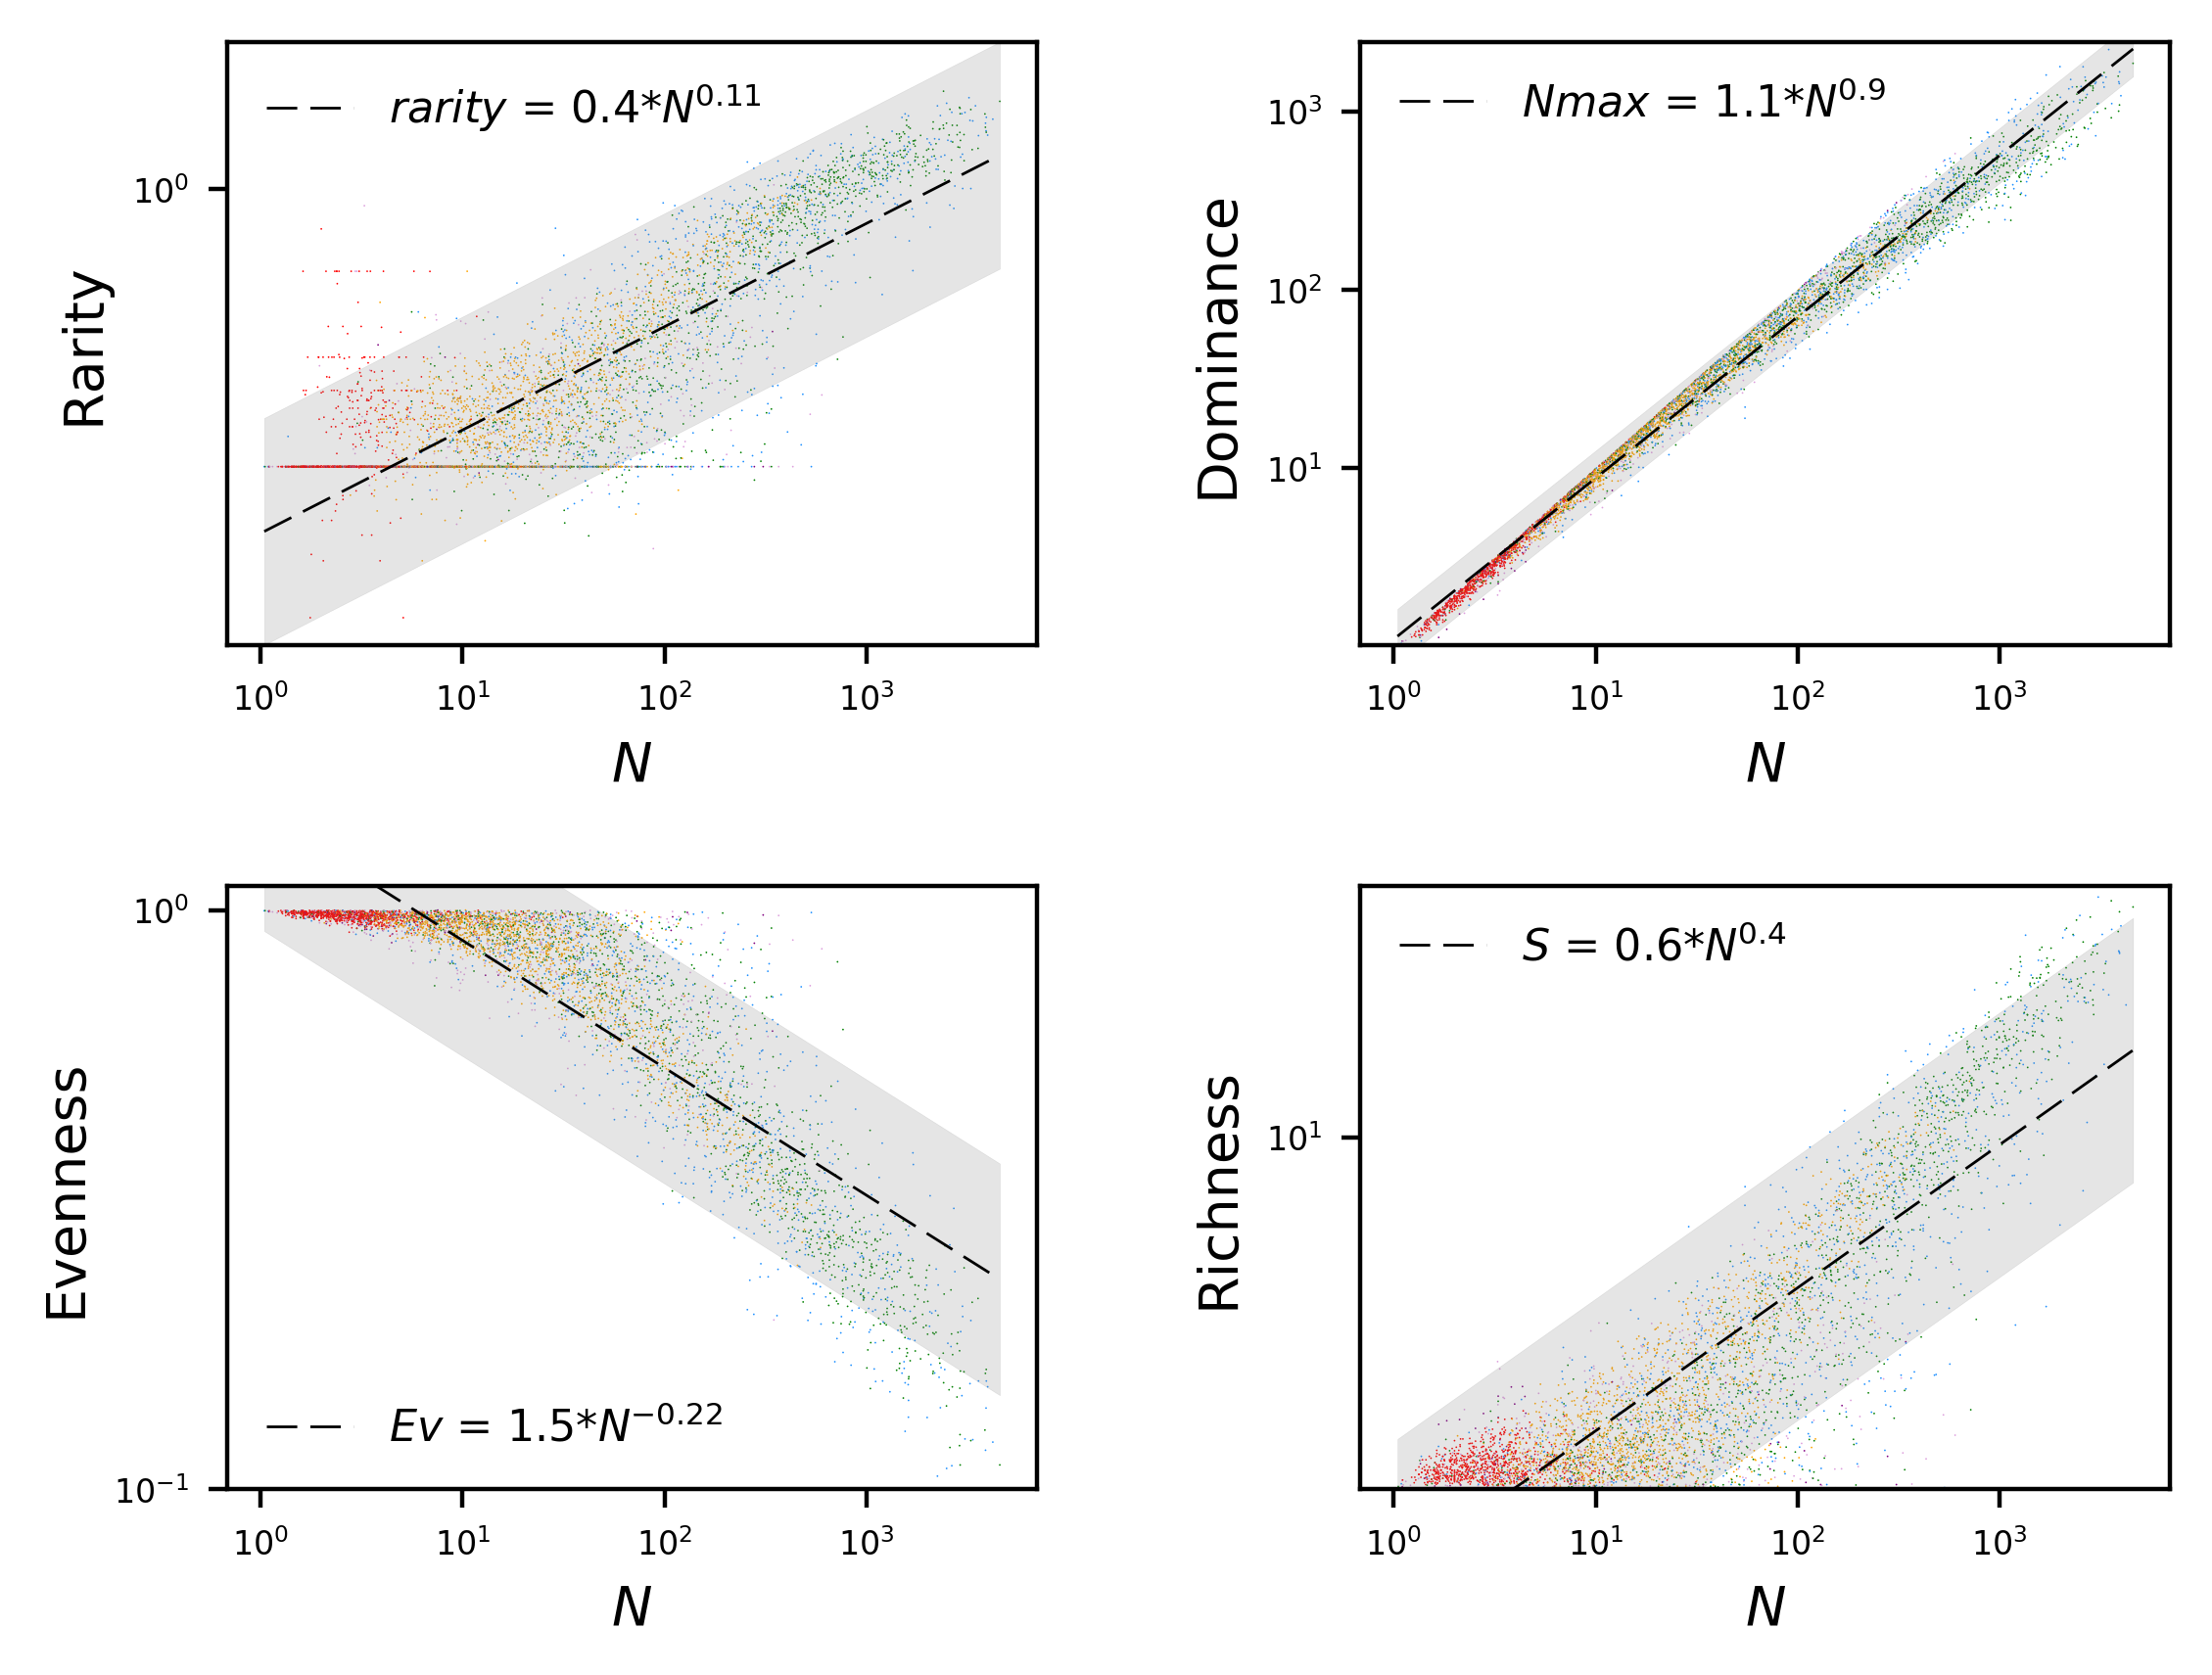 rarity = 0.4*N^0.11
10^0
Rarity
10^0 10^1 10^2 10^3
N
Nmax = 1.1*N^0.9
10^3
10^2
10^1
Dominance
10^0 10^1 10^2 10^3
N
10^0
Evenness
Ev = 1.5*N^−0.22
10^−1
10^0 10^1 10^2 10^3
N
S = 0.6*N^0.4
10^1
Richness
10^0 10^1 10^2 10^3
N